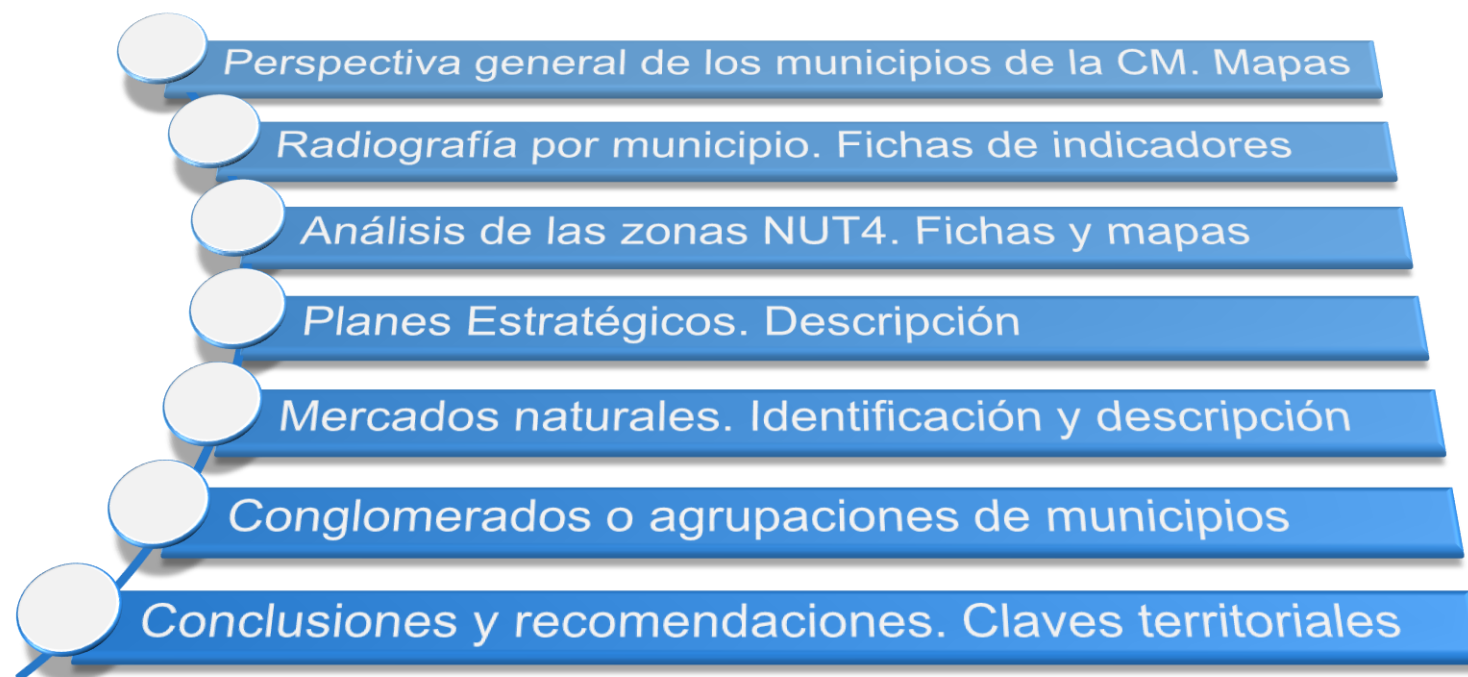 Perspectiva general de los municipios de la CM. Mapas
Radiografía por municipio. Fichas de indicadores
Análisis de las zonas NUT4. Fichas y mapas
Planes Estratégicos. Descripción
Mercados naturales. Identificación y descripción
Conglomerados o agrupaciones de municipios
Conclusiones y recomendaciones. Claves territoriales